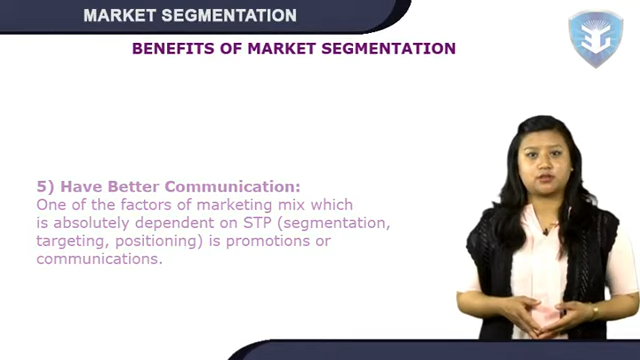 MARKET SEGMENTATION
BENEFITS OF MARKET SEGMENTATION
5) Have Better Communication:
One of the factors of marketing mix which
is absolutely dependent on STP (segmentation,
targeting, positioning) is promotions or
communications.